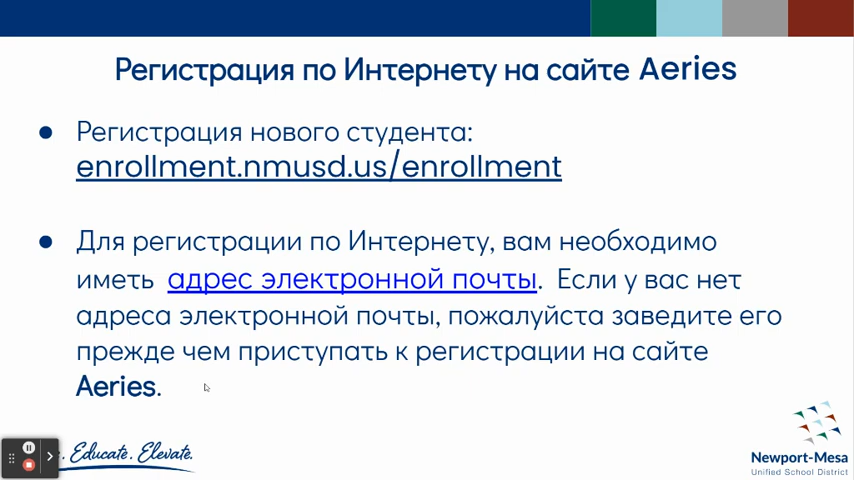 Регистрация по Интернету на сайте Aeries
● Регистрация нового студента:
enrollment.nmusd.us/enrollment
● Для регистрации по Интернету, вам необходимо
иметь адрес электронной почты. Если у вас нет
адреса электронной почты, пожалуйста заведите его
прежде чем приступать к регистрации на сайте
Aeries.
. Educate. Elevate.
Newport-Mesa
Unified School District